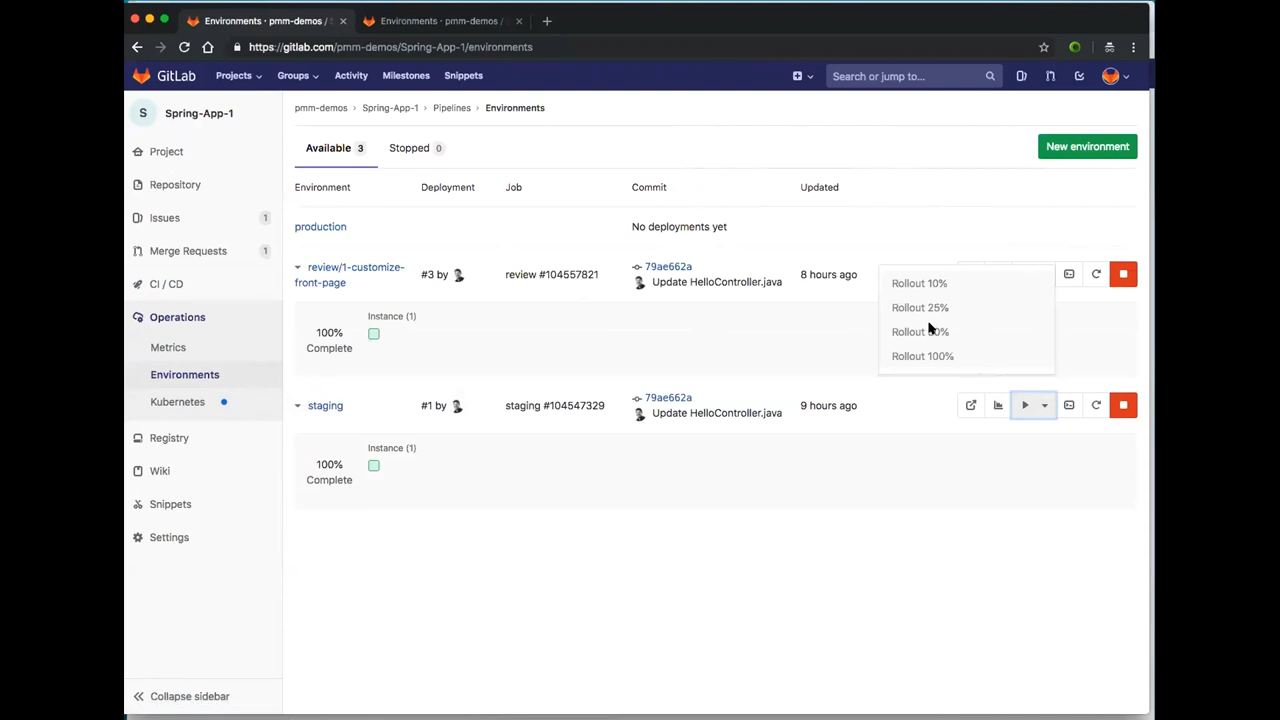 Environments · pmm-demos /
Environments · pmm-demos /
https://gitlab.com/pmm-demos/Spring-App-1/environments
GitLab
Projects
Groups
Activity
Milestones
Snippets
Search or jump to...
S
Spring-App-1
Project
Repository
Issues
1
Merge Requests
1
CI / CD
Operations
Metrics
Environments
Kubernetes
Registry
Wiki
Snippets
Settings
Collapse sidebar
pmm-demos > Spring-App-1 > Pipelines > Environments
Available 3
Stopped 0
New environment
Environment Deployment Job Commit Updated
production No deployments yet
review/1-customize-
front-page
#3 by
review #104557821
79ae662a
Update HelloController.java
8 hours ago
Rollout 10%
Rollout 25%
Rollout
Rollout 100%
100%
Complete
Instance (1)
staging
#1 by
staging #104547329
79ae662a
Update HelloController.java
9 hours ago
100%
Complete
Instance (1)